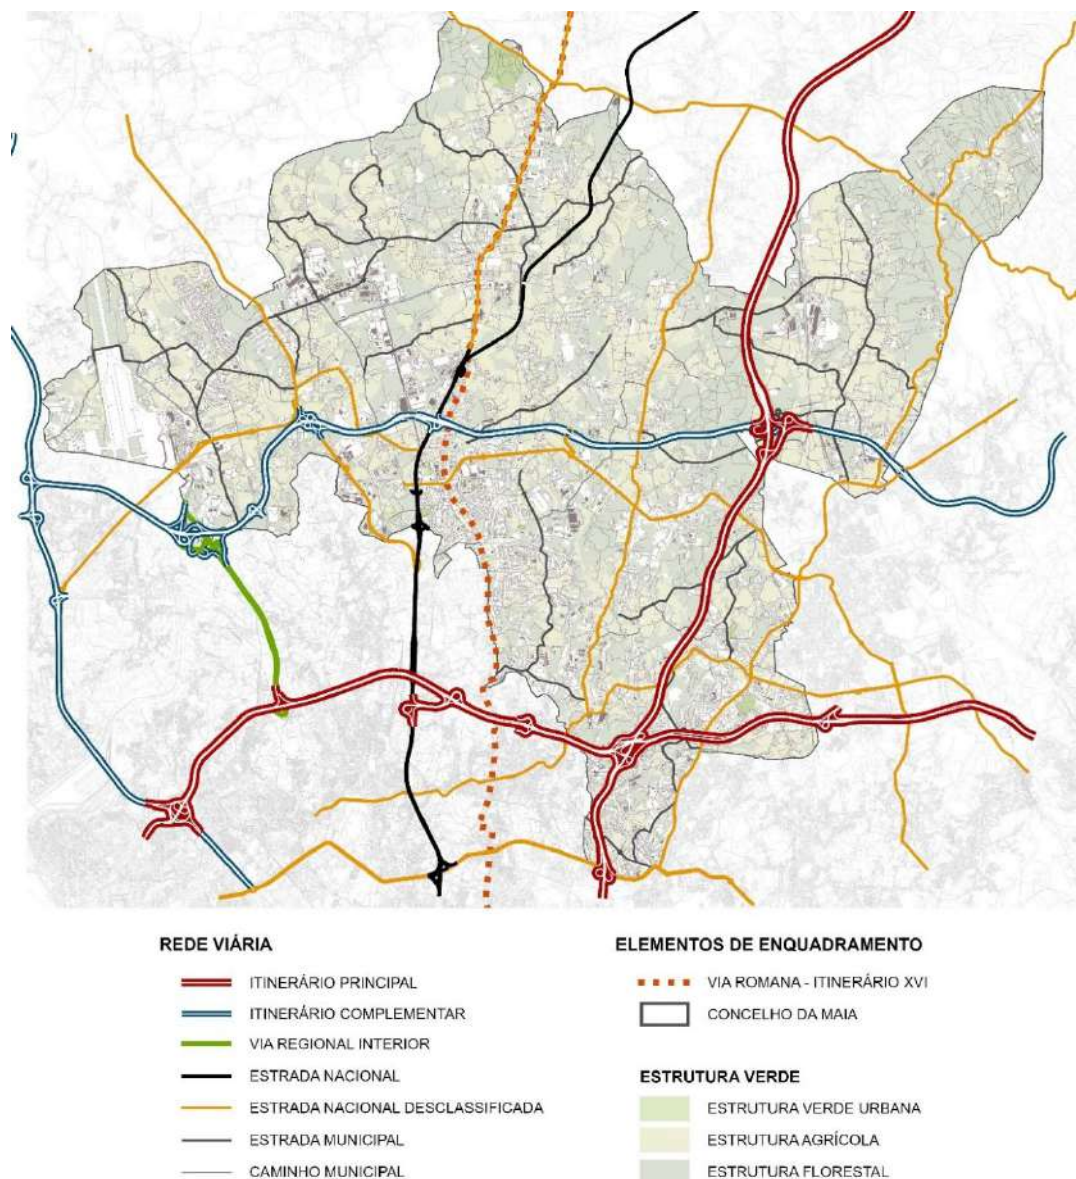 REDE VIÁRIA
ITINERÁRIO PRINCIPAL
ITINERÁRIO COMPLEMENTAR
VIA REGIONAL INTERIOR
ESTRADA NACIONAL
ESTRADA NACIONAL DESCLASSIFICADA
ESTRADA MUNICIPAL
CAMINHO MUNICIPAL
ELEMENTOS DE ENQUADRAMENTO
VIA ROMANA - ITINERÁRIO XVI
CONCELHO DA MAIA
ESTRUTURA VERDE
ESTRUTURA VERDE URBANA
ESTRUTURA AGRÍCOLA
ESTRUTURA FLORESTAL